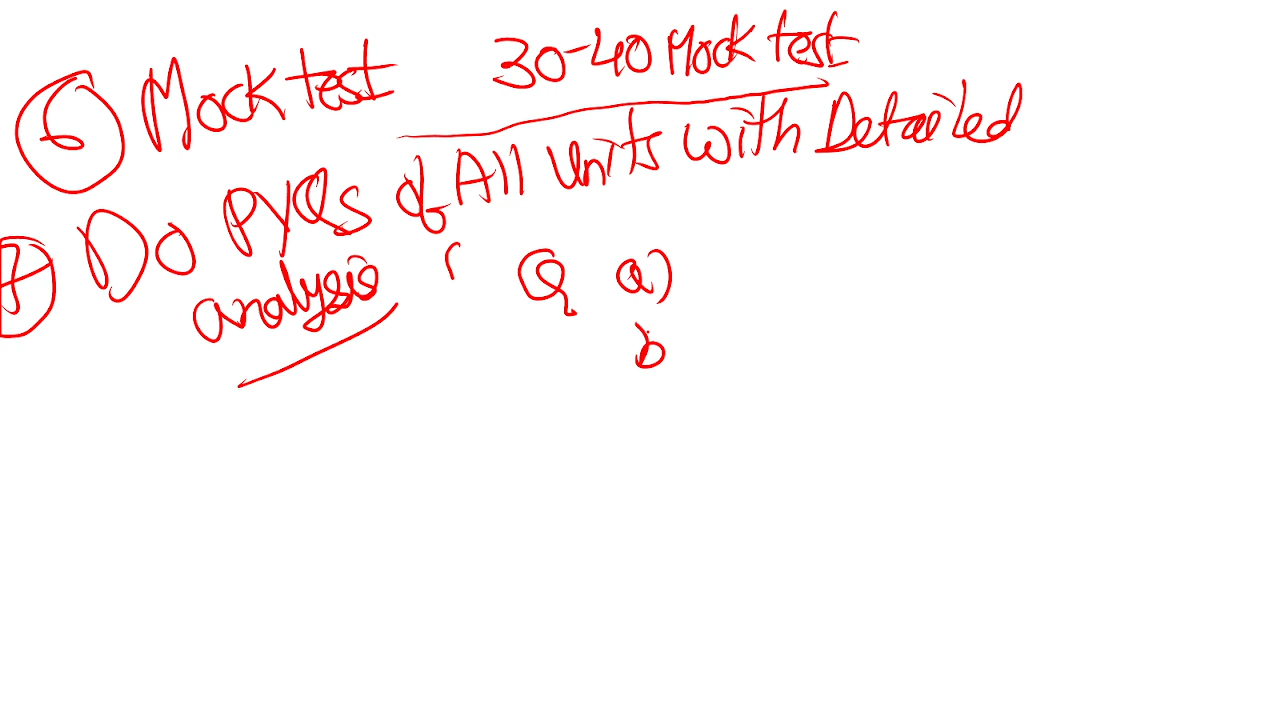 6 Mock test 30-40 Mock test
7 Do PYQs of All Units with Detailed
analysis ( Q a)
b